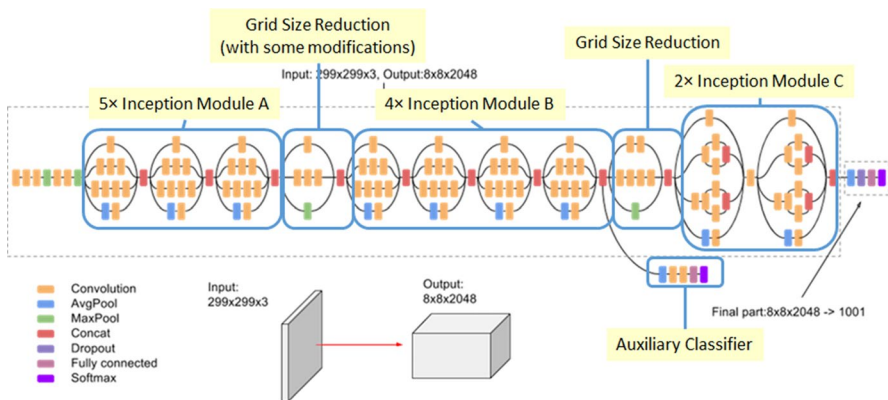 Grid Size Reduction
(with some modifications)
Grid Size Reduction
Input: 299x299x3, Output:8x8x2048
5× Inception Module A
4× Inception Module B
2× Inception Module C
Convolution
AvgPool
MaxPool
Concat
Dropout
Fully connected
Softmax
Input:
299x299x3
Output:
8x8x2048
Final part:8x8x2048 -> 1001
Auxiliary Classifier